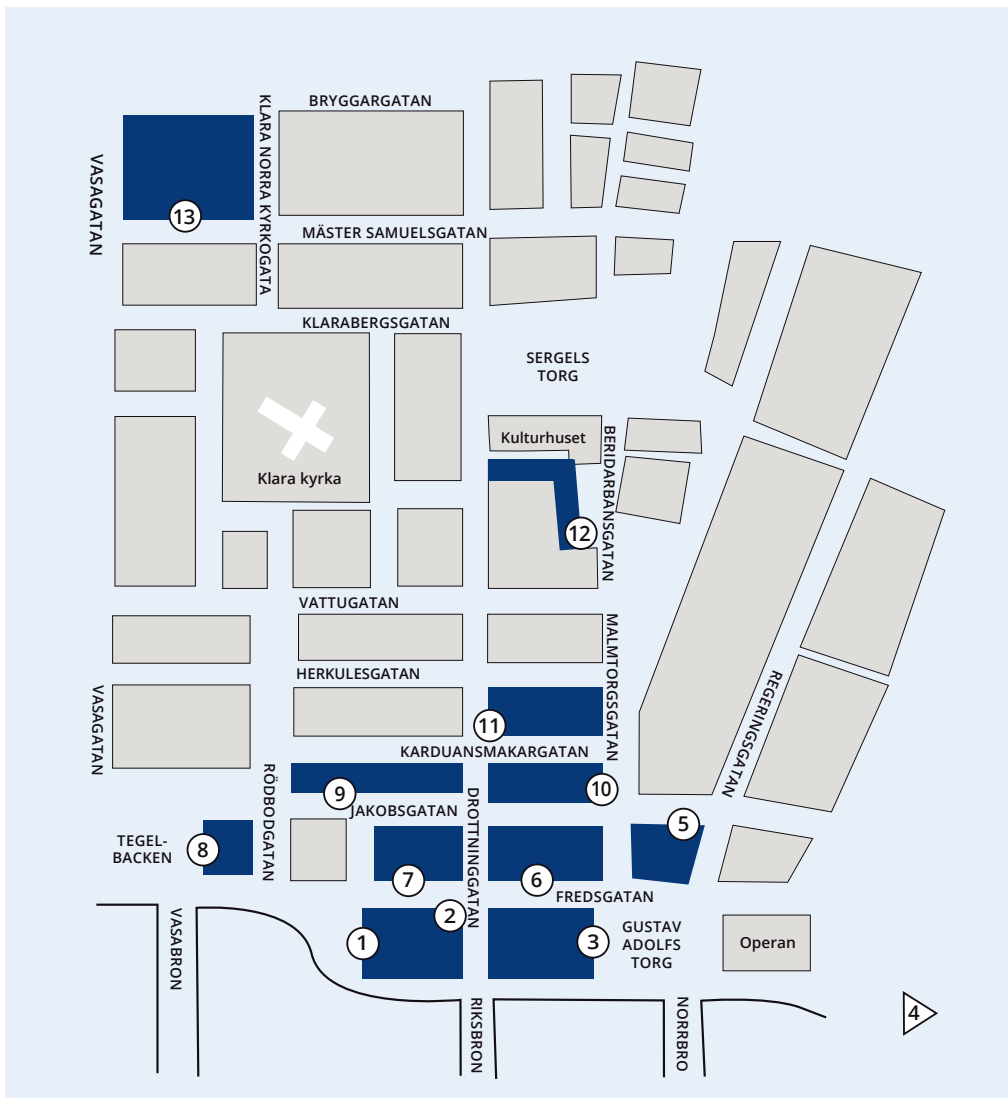 BRYGGARGATAN
KLARA NORRA KYRKOGATA
VASAGATAN
13
MÄSTER SAMUELSGATAN
KLARABERGSGATAN
SERGELS
TORG
Kulturhuset
BERIDARBANSGATAN
Klara kyrka
12
VATTUGATAN
MALMTORGSGATAN
HERKULESGATAN
REGERINGSGATAN
VASAGATAN
11
KARDUANSMAKARGATAN
RÖDBODGATAN
9
DROTTNINGGATAN
10
JAKOBSGATAN
5
TEGEL-
BACKEN
8
7
6
FREDSGATAN
VASABRON
1
2
3
GUSTAV
ADOLFS
TORG
Operan
RIKSBRON
NORRBRO
4